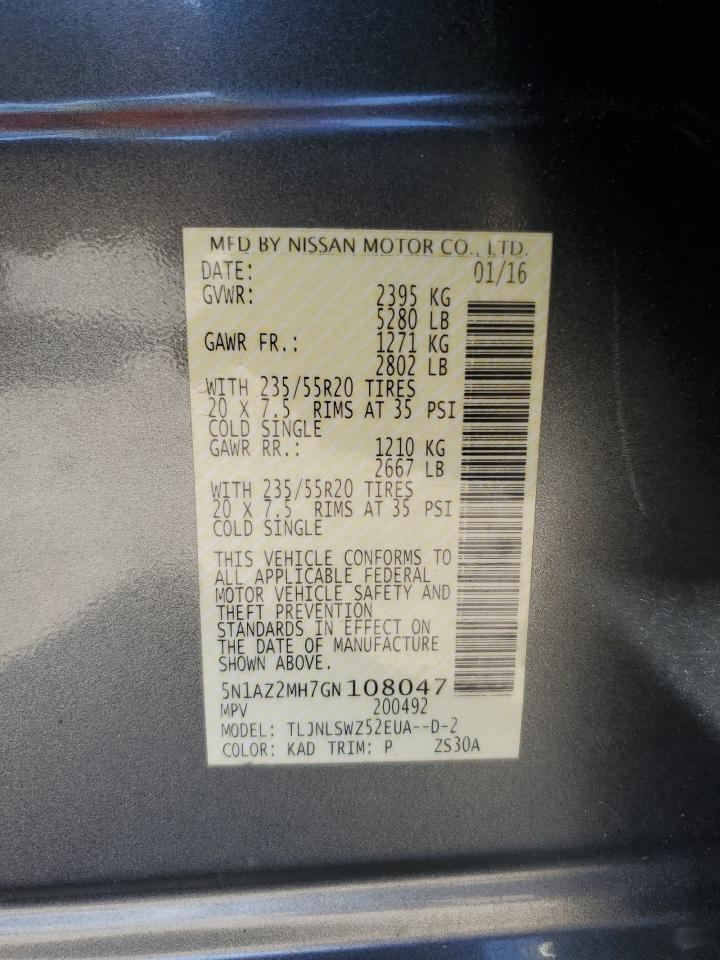 MFD BY NISSAN MOTOR CO., LTD.
DATE: 01/16
GVWR: 2395 KG
5280 LB
GAWR FR.: 1271 KG
2802 LB
WITH 235/55R20 TIRES
20 X 7.5 RIMS AT 35 PSI
COLD SINGLE
GAWR RR.: 1210 KG
2667 LB
WITH 235/55R20 TIRES
20 X 7.5 RIMS AT 35 PSI
COLD SINGLE
THIS VEHICLE CONFORMS TO
ALL APPLICABLE FEDERAL
MOTOR VEHICLE SAFETY AND
THEFT PREVENTION
STANDARDS IN EFFECT ON
THE DATE OF MANUFACTURE
SHOWN ABOVE.
5N1AZ2MH7GN108047
MPV 200492
MODEL: TLJNLSWZ52EUA--D-2
COLOR: KAD TRIM: P ZS30A